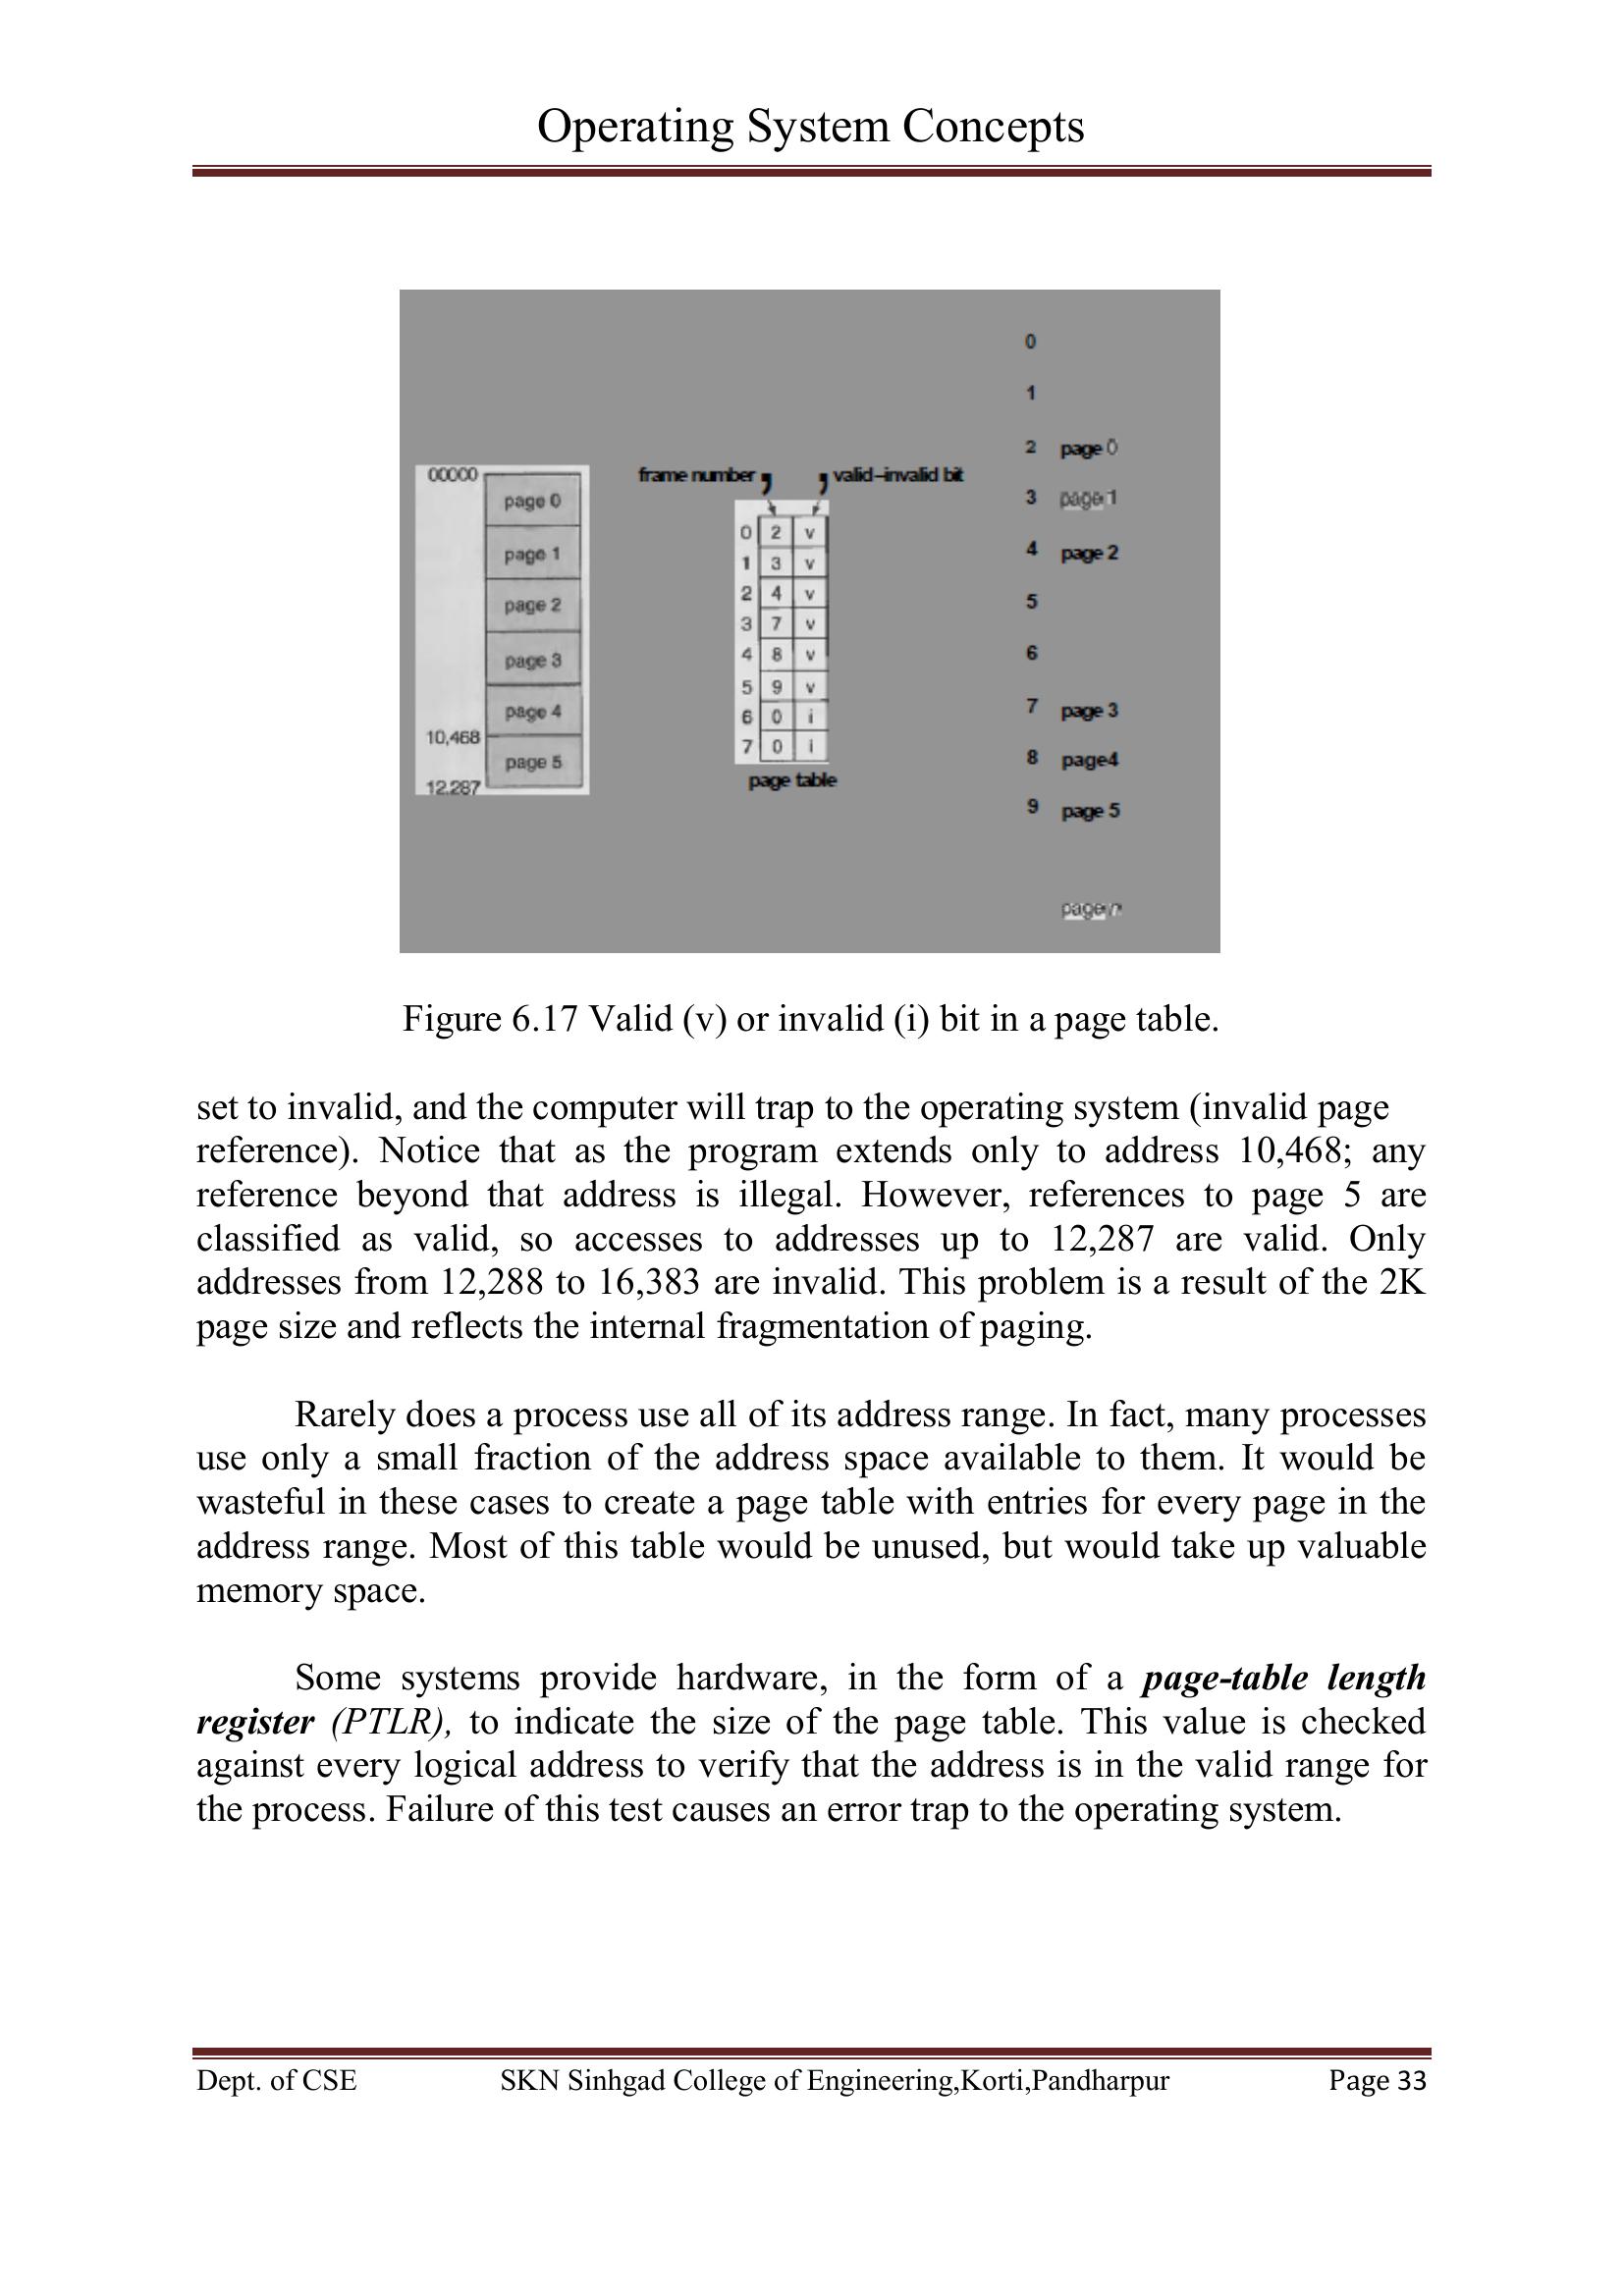 Operating System Concepts
0
1
2 page 0
3 page 1
4 page 2
5
6
7 page 3
8 page4
9 page 5
page n
00000
page 0
page 1
page 2
page 3
page 4
10,468
page 5
12.287
frame number , , valid–invalid bit
0 2 v
1 3 v
2 4 v
3 7 v
4 8 v
5 9 v
6 0 i
7 0 i
page table
Figure 6.17 Valid (v) or invalid (i) bit in a page table.
set to invalid, and the computer will trap to the operating system (invalid page
reference). Notice that as the program extends only to address 10,468; any
reference beyond that address is illegal. However, references to page 5 are
classified as valid, so accesses to addresses up to 12,287 are valid. Only
addresses from 12,288 to 16,383 are invalid. This problem is a result of the 2K
page size and reflects the internal fragmentation of paging.
Rarely does a process use all of its address range. In fact, many processes
use only a small fraction of the address space available to them. It would be
wasteful in these cases to create a page table with entries for every page in the
address range. Most of this table would be unused, but would take up valuable
memory space.
Some systems provide hardware, in the form of a page-table length
register (PTLR), to indicate the size of the page table. This value is checked
against every logical address to verify that the address is in the valid range for
the process. Failure of this test causes an error trap to the operating system.
Dept. of CSE SKN Sinhgad College of Engineering,Korti,Pandharpur Page 33